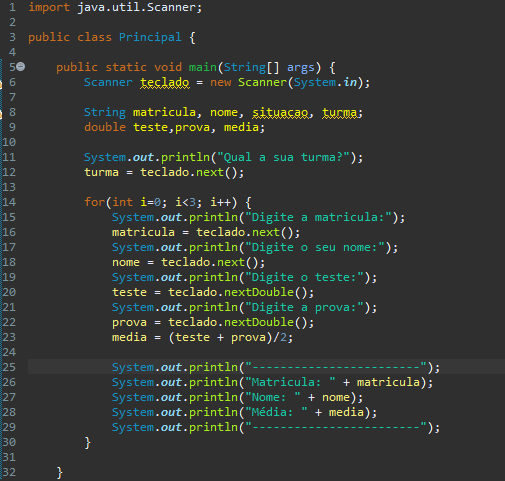 1 import java.util.Scanner;
2
3 public class Principal {
4
5 public static void main(String[] args) {
6 Scanner teclado = new Scanner(System.in);
7
8 String matricula, nome, situacao, turma;
9 double teste,prova, media;
10
11 System.out.println("Qual a sua turma?");
12 turma = teclado.next();
13
14 for(int i=0; i<3; i++) {
15 System.out.println("Digite a matricula:");
16 matricula = teclado.next();
17 System.out.println("Digite o seu nome:");
18 nome = teclado.next();
19 System.out.println("Digite o teste:");
20 teste = teclado.nextDouble();
21 System.out.println("Digite a prova:");
22 prova = teclado.nextDouble();
23 media = (teste + prova)/2;
24
25 System.out.println("------------------------");
26 System.out.println("Matricula: " + matricula);
27 System.out.println("Nome: " + nome);
28 System.out.println("Média: " + media);
29 System.out.println("------------------------");
30 }
31
32 }